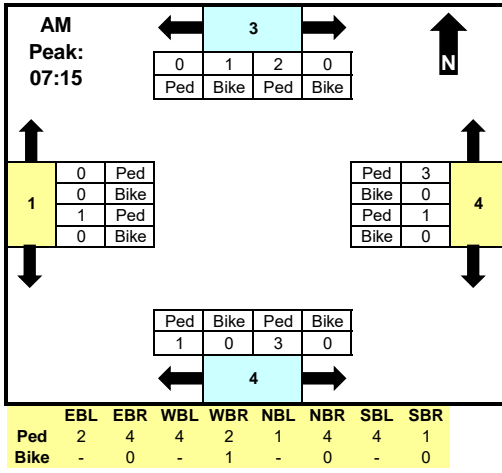 AM
Peak:
07:15
3
N
0 1 2 0
Ped Bike Ped Bike
1
0 Ped
0 Bike
1 Ped
0 Bike
Ped 3
Bike 0
Ped 1
Bike 0
4
Ped Bike Ped Bike
1 0 3 0
4
EBL EBR WBL WBR NBL NBR SBL SBR
Ped 2 4 4 2 1 4 4 1
Bike - 0 - 1 - 0 - 0